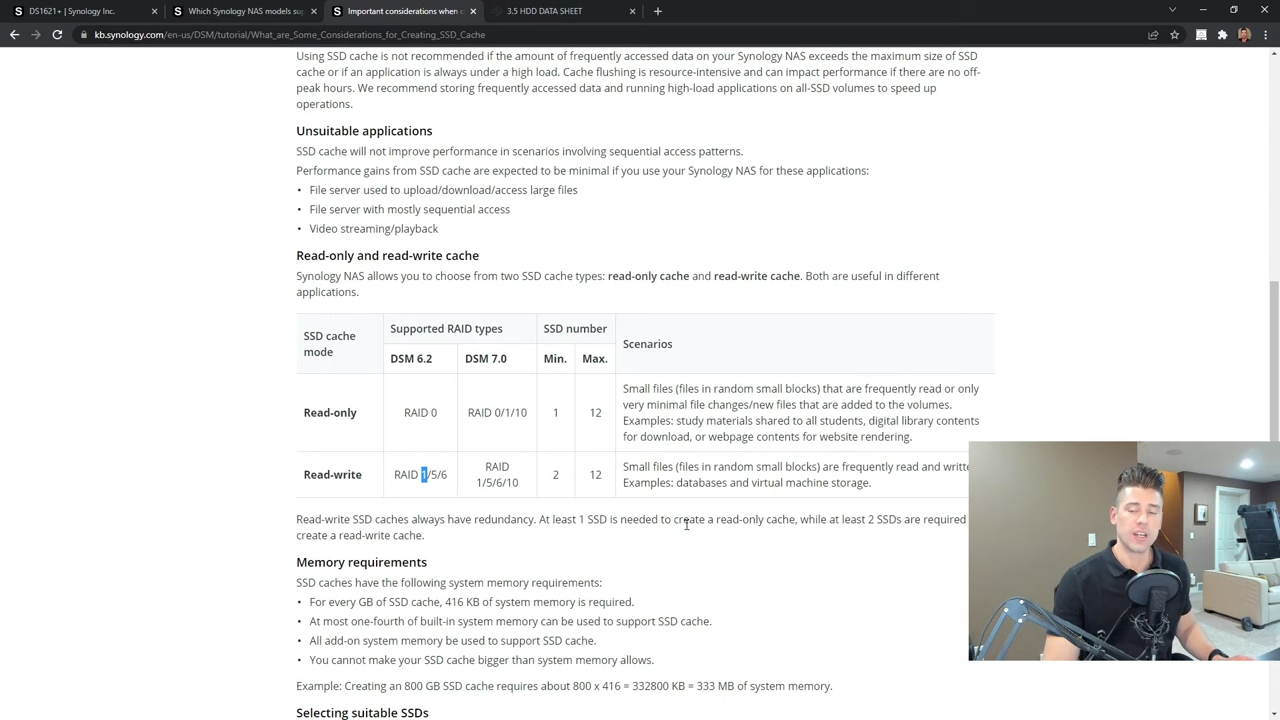 DS1621+ | Synology Inc.
Which Synology NAS models su
Important considerations when c
3.5 HDD DATA SHEET
kb.synology.com/en-us/DSM/tutorial/What_are_Some_Considerations_for_Creating_SSD_Cache
Using SSD cache is not recommended if the amount of frequently accessed data on your Synology NAS exceeds the maximum size of SSD
cache or if an application is always under a high load. Cache flushing is resource-intensive and can impact performance if there are no off-
peak hours. We recommend storing frequently accessed data and running high-load applications on all-SSD volumes to speed up
operations.
Unsuitable applications
SSD cache will not improve performance in scenarios involving sequential access patterns.
Performance gains from SSD cache are expected to be minimal if you use your Synology NAS for these applications:
• File server used to upload/download/access large files
• File server with mostly sequential access
• Video streaming/playback
Read-only and read-write cache
Synology NAS allows you to choose from two SSD cache types: read-only cache and read-write cache. Both are useful in different
applications.
SSD cache
mode
Supported RAID types
SSD number
Scenarios
DSM 6.2
DSM 7.0
Min.
Max.
Read-only
RAID 0
RAID 0/1/10
1
12
Small files (files in random small blocks) that are frequently read or only
very minimal file changes/new files that are added to the volumes.
Examples: study materials shared to all students, digital library contents
for download, or webpage contents for website rendering.
Read-write
RAID 1/5/6
RAID
1/5/6/10
2
12
Small files (files in random small blocks) are frequently read and writte
Examples: databases and virtual machine storage.
Read-write SSD caches always have redundancy. At least 1 SSD is needed to create a read-only cache, while at least 2 SSDs are required
create a read-write cache.
Memory requirements
SSD caches have the following system memory requirements:
• For every GB of SSD cache, 416 KB of system memory is required.
• At most one-fourth of built-in system memory can be used to support SSD cache.
• All add-on system memory be used to support SSD cache.
• You cannot make your SSD cache bigger than system memory allows.
Example: Creating an 800 GB SSD cache requires about 800 x 416 = 332800 KB = 333 MB of system memory.
Selecting suitable SSDs